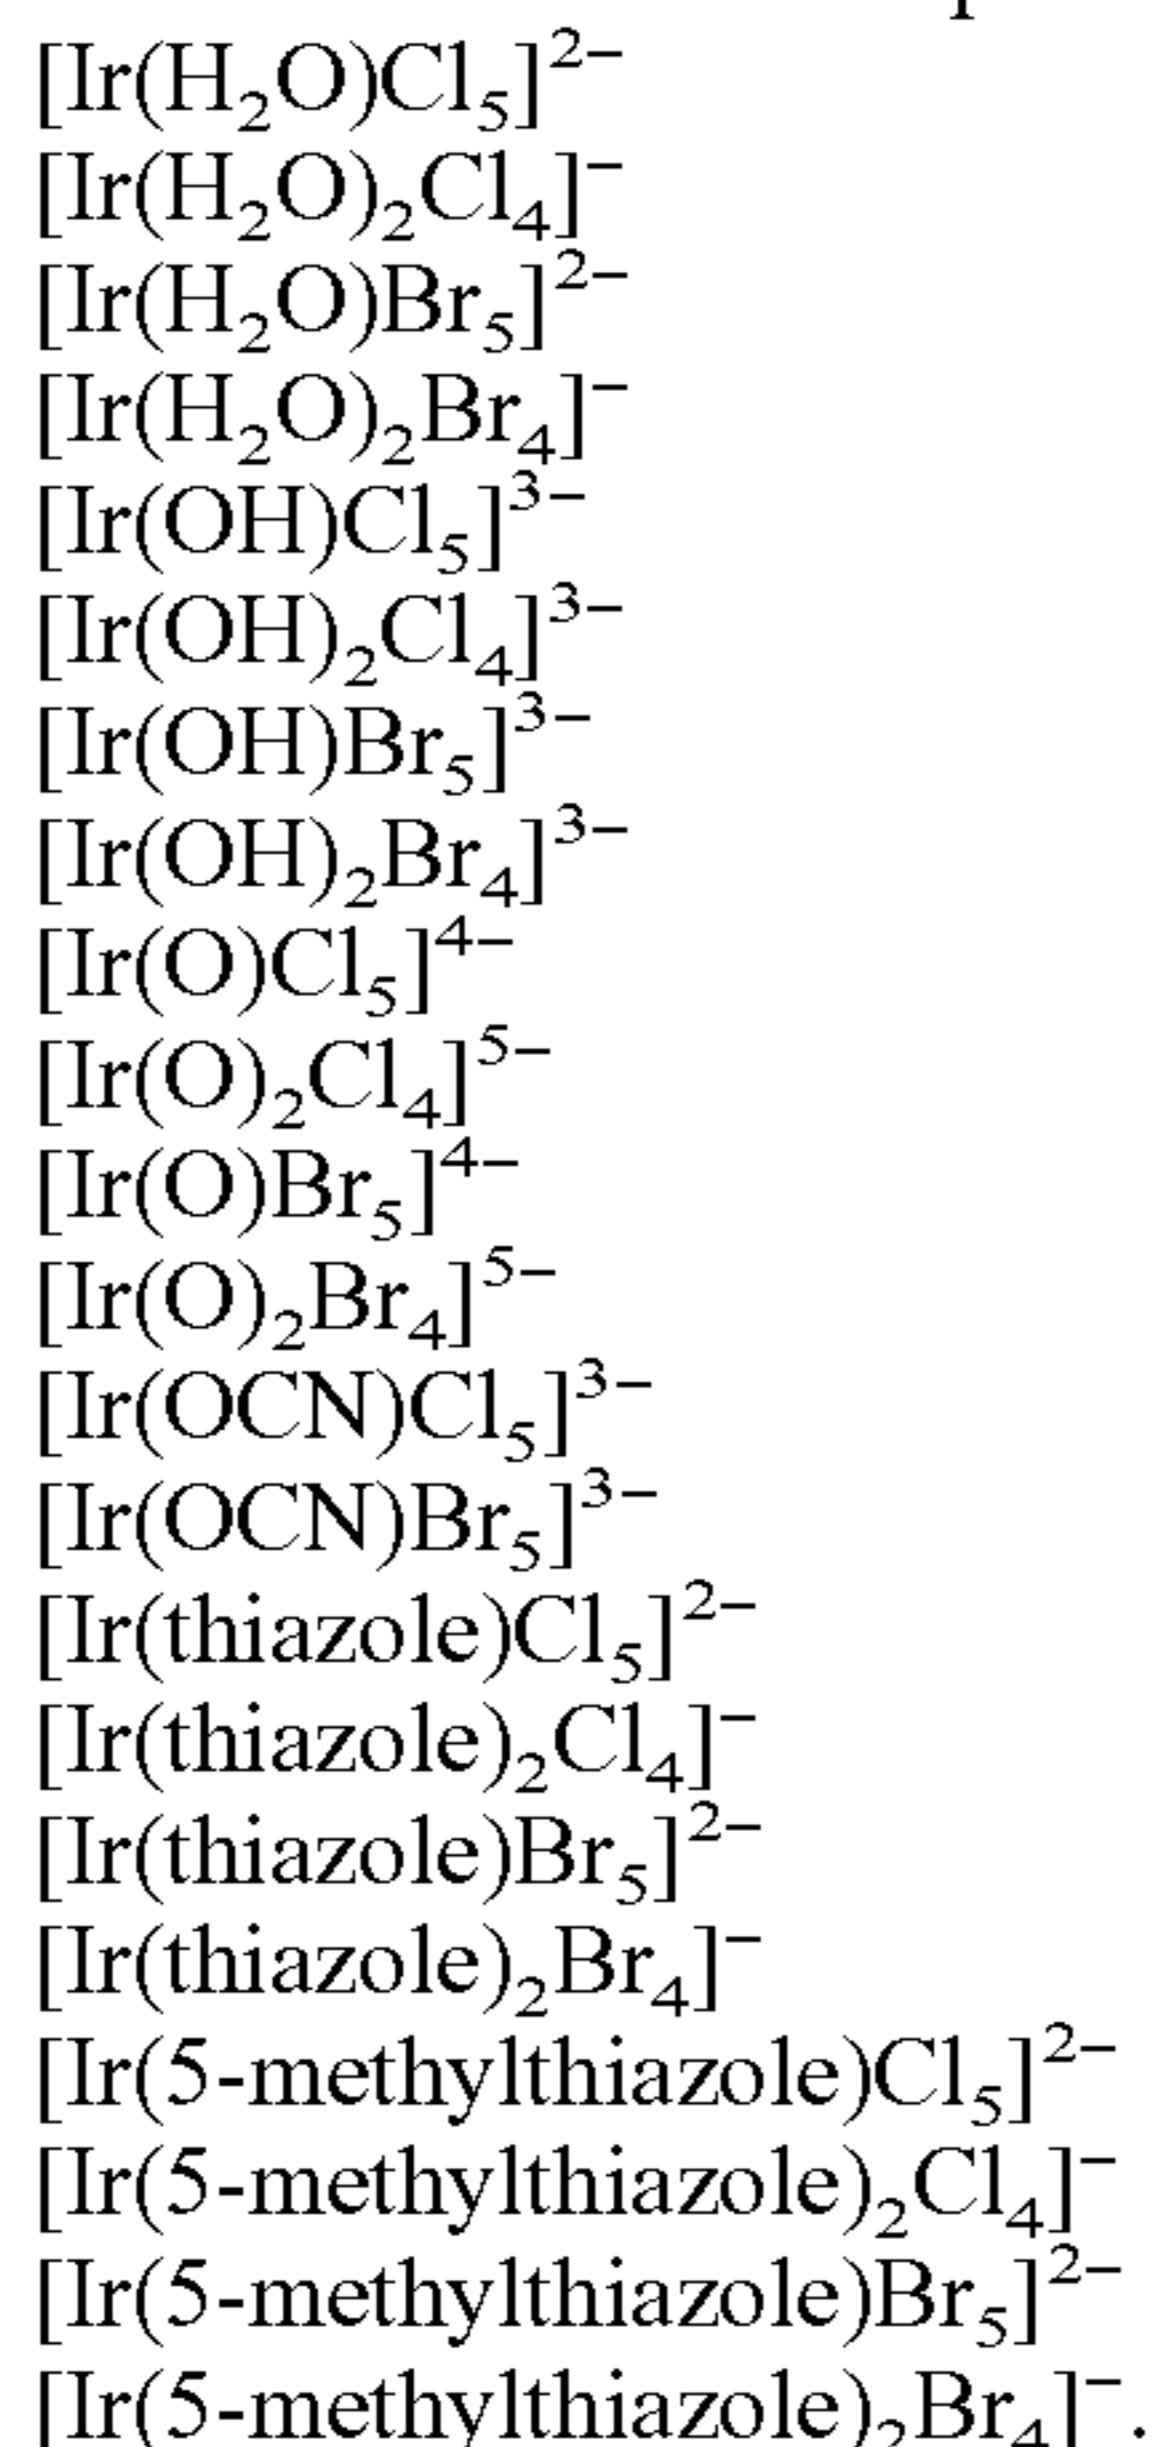 [Ir(H₂O)Cl₅]²⁻
[Ir(H₂O)₂Cl₄]⁻
[Ir(H₂O)Br₅]²⁻
[Ir(H₂O)₂Br₄]⁻
[Ir(OH)Cl₅]³⁻
[Ir(OH)₂Cl₄]³⁻
[Ir(OH)Br₅]³⁻
[Ir(OH)₂Br₄]³⁻
[Ir(O)Cl₅]⁴⁻
[Ir(O)₂Cl₄]⁵⁻
[Ir(O)Br₅]⁴⁻
[Ir(O)₂Br₄]⁵⁻
[Ir(OCN)Cl₅]³⁻
[Ir(OCN)Br₅]³⁻
[Ir(thiazole)Cl₅]²⁻
[Ir(thiazole)₂Cl₄]⁻
[Ir(thiazole)Br₅]²⁻
[Ir(thiazole)₂Br₄]⁻
[Ir(5-methylthiazole)Cl₅]²⁻
[Ir(5-methylthiazole)₂Cl₄]⁻
[Ir(5-methylthiazole)Br₅]²⁻
[Ir(5-methylthiazole)₂Br₄]⁻.